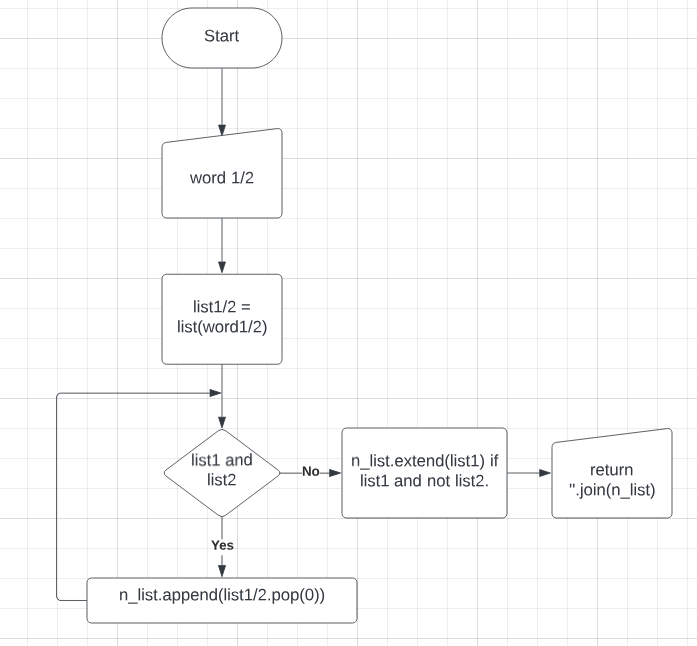 Start
word 1/2
list1/2 =
list(word1/2)
list1 and
list2
No
n_list.extend(list1) if
list1 and not list2.
return
''.join(n_list)
Yes
n_list.append(list1/2.pop(0))